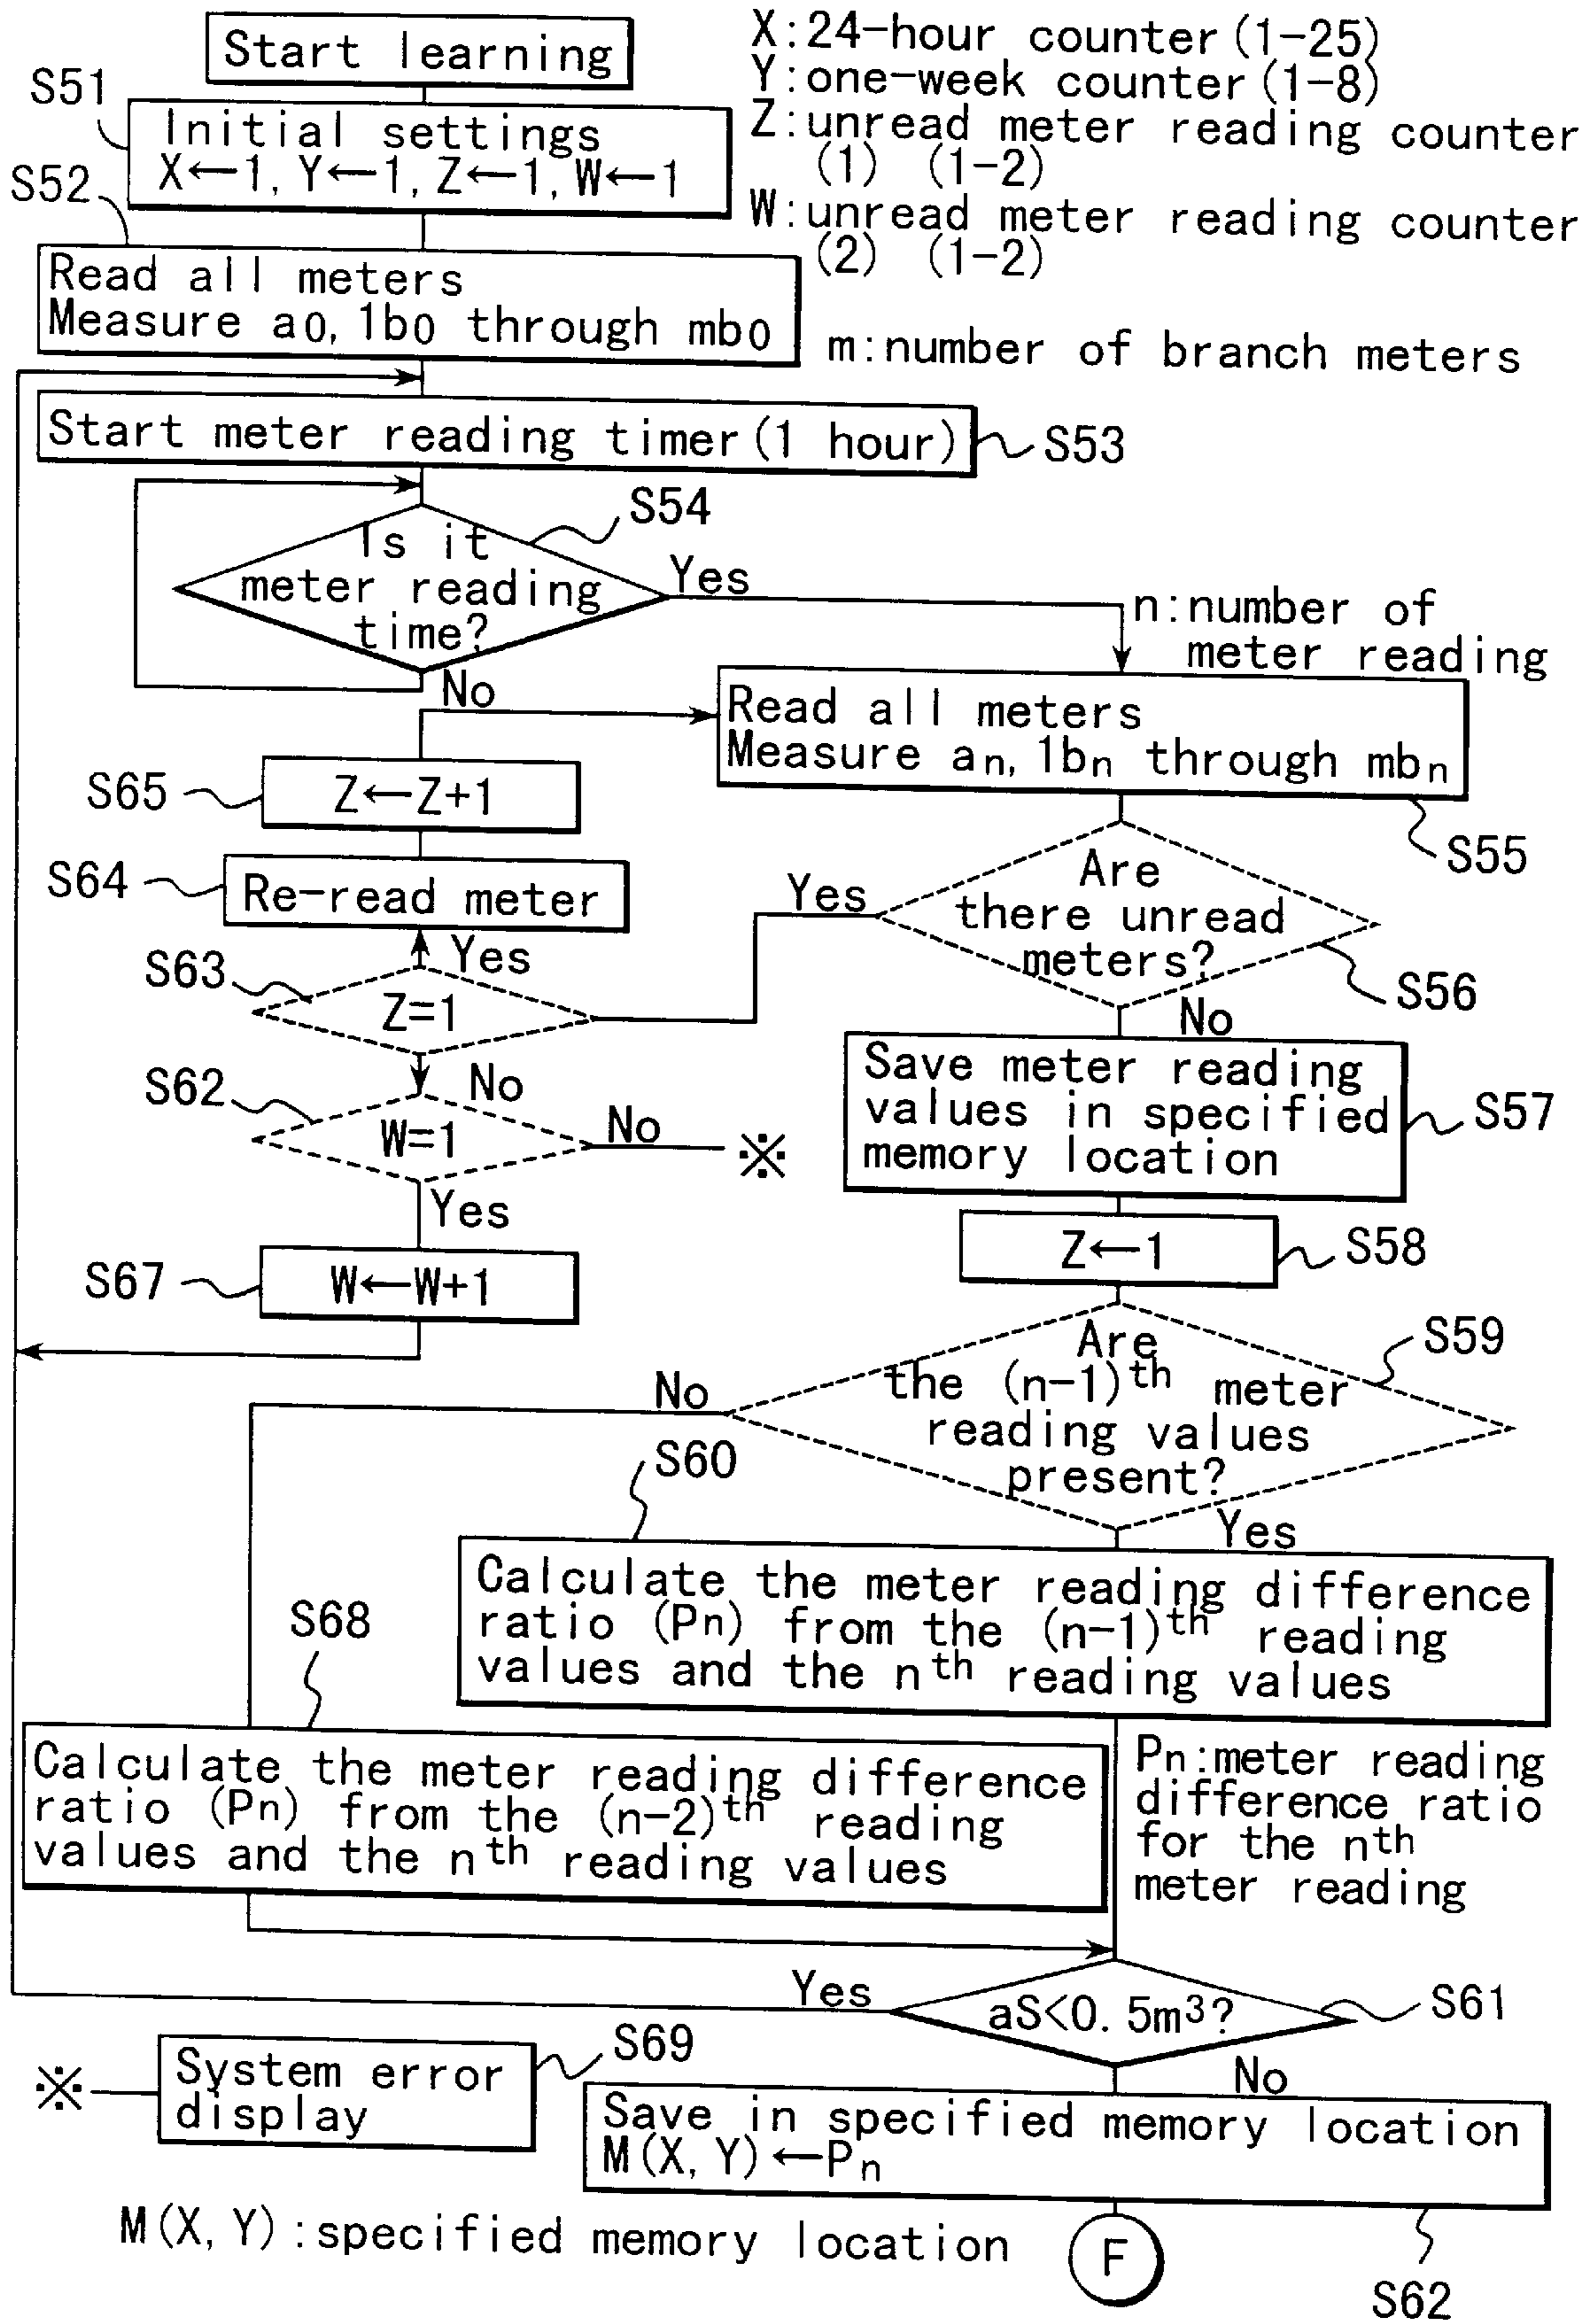 Start learning
X:24-hour counter(1-25)
Y:one-week counter(1-8)
Z:unread meter reading counter
(1) (1-2)
W:unread meter reading counter
(2) (1-2)
S51
Initial settings
X←1, Y←1, Z←1, W←1
S52
Read all meters
Measure a0, 1b0 through mb0
m:number of branch meters
Start meter reading timer(1 hour)
S53
S54
Is it
meter reading
time?
Yes
No
n:number of
meter reading
Read all meters
Measure an, 1bn through mbn
S55
S65
Z←Z+1
S64
Re-read meter
Yes
S63
Z=1
No
Are
there unread
meters?
Yes
S56
No
S62
W=1
No
※
Yes
Save meter reading
values in specified
memory location
S57
Z←1
S58
S67
W←W+1
Are
the (n-1)th meter
reading values
present?
S59
No
Yes
S60
Calculate the meter reading difference
ratio (Pn) from the (n-1)th reading
values and the nth reading values
S68
Calculate the meter reading difference
ratio (Pn) from the (n-2)th reading
values and the nth reading values
Pn:meter reading
difference ratio
for the nth
meter reading
Yes
aS<0.5m3?
S61
No
※
System error
display
S69
Save in specified memory location
M(X, Y)←Pn
M(X, Y):specified memory location
F
S62